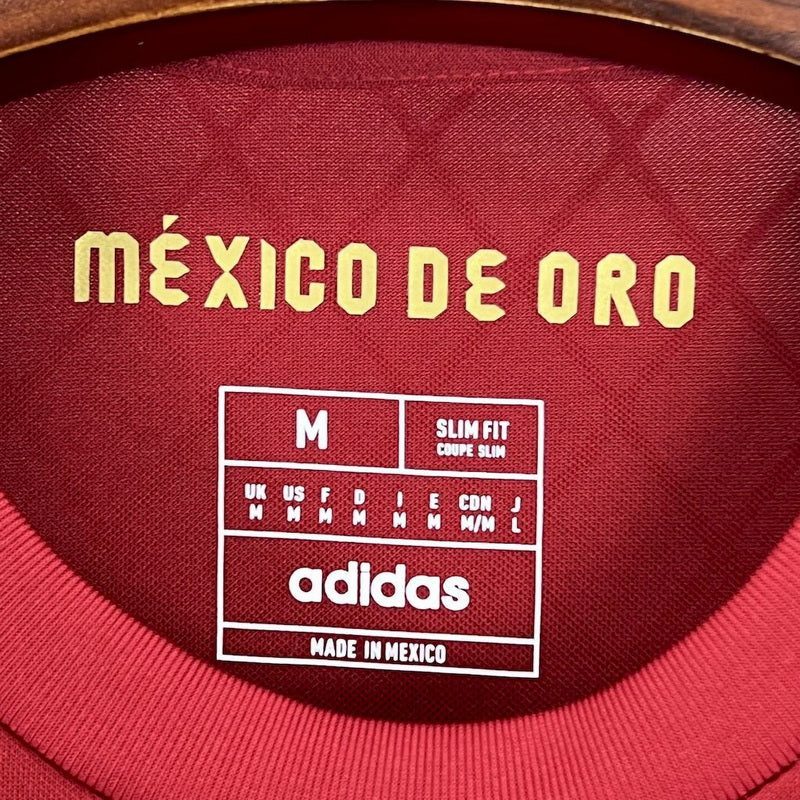 MÉXICO DE ORO
M
SLIM FIT
COUPE SLIM
UK US F D I E CDN J
M M M M M M M/M L
adidas
MADE IN MEXICO